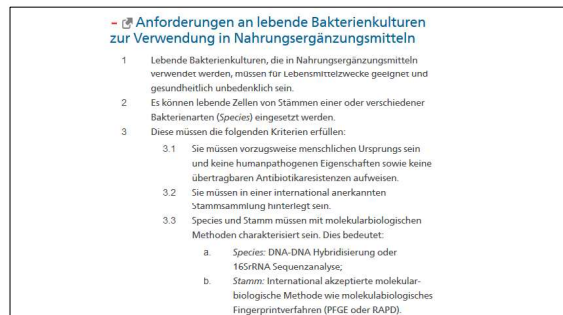 – Anforderungen an lebende Bakterienkulturen
zur Verwendung in Nahrungsergänzungsmitteln
1 Lebende Bakterienkulturen, die in Nahrungsergänzungsmitteln
verwendet werden, müssen für Lebensmittelzwecke geeignet und
gesundheitlich unbedenklich sein.
2 Es können lebende Zellen von Stämmen einer oder verschiedener
Bakterienarten (Species) eingesetzt werden.
3 Diese müssen die folgenden Kriterien erfüllen:
3.1 Sie müssen vorzugsweise menschlichen Ursprungs sein
und keine humanpathogenen Eigenschaften sowie keine
übertragbaren Antibiotikaresistenzen aufweisen.
3.2 Sie müssen in einer international anerkannten
Stammsammlung hinterlegt sein.
3.3 Species und Stamm müssen mit molekularbiologischen
Methoden charakterisiert sein. Dies bedeutet:
a. Species: DNA-DNA Hybridisierung oder
16SrRNA Sequenzanalyse;
b. Stamm: International akzeptierte molekular-
biologische Methode wie molekulabiologisches
Fingerprintverfahren (PFGE oder RAPD).